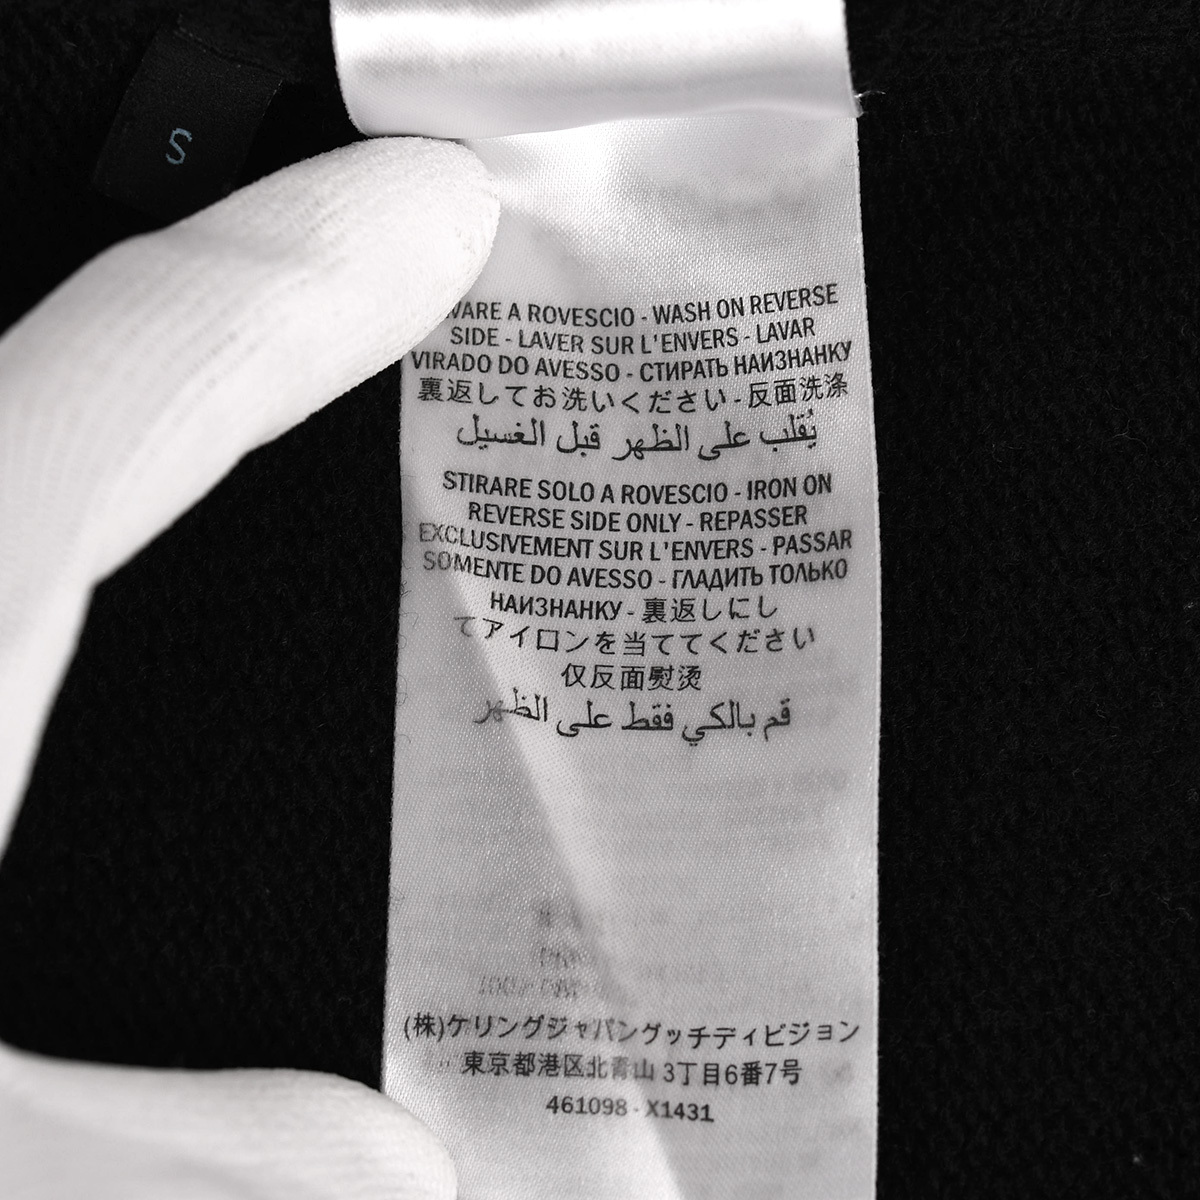 S
A ROVESCIO - WASH ON REVERSE
SIDE - LAVER SUR L'ENVERS - LAVAR
VIRADO DO AVESSO - СТИРАТЬ НАИЗНАНКУ
裏返してお洗いください - 反面洗涤
يُقلب على الظهر قبل الغسيل
STIRARE SOLO A ROVESCIO - IRON ON
REVERSE SIDE ONLY - REPASSER
EXCLUSIVEMENT SUR L'ENVERS - PASSAR
SOMENTE DO AVESSO - ГЛАДИТЬ ТОЛЬКО
НАИЗНАНКУ - 裏返しにし
てアイロンを当ててください
仅反面熨烫
قم بالكي فقط على الظهر
(株)ケリングジャパングッチディビジョン
東京都港区北青山 3丁目6番7号
461098 - X1431